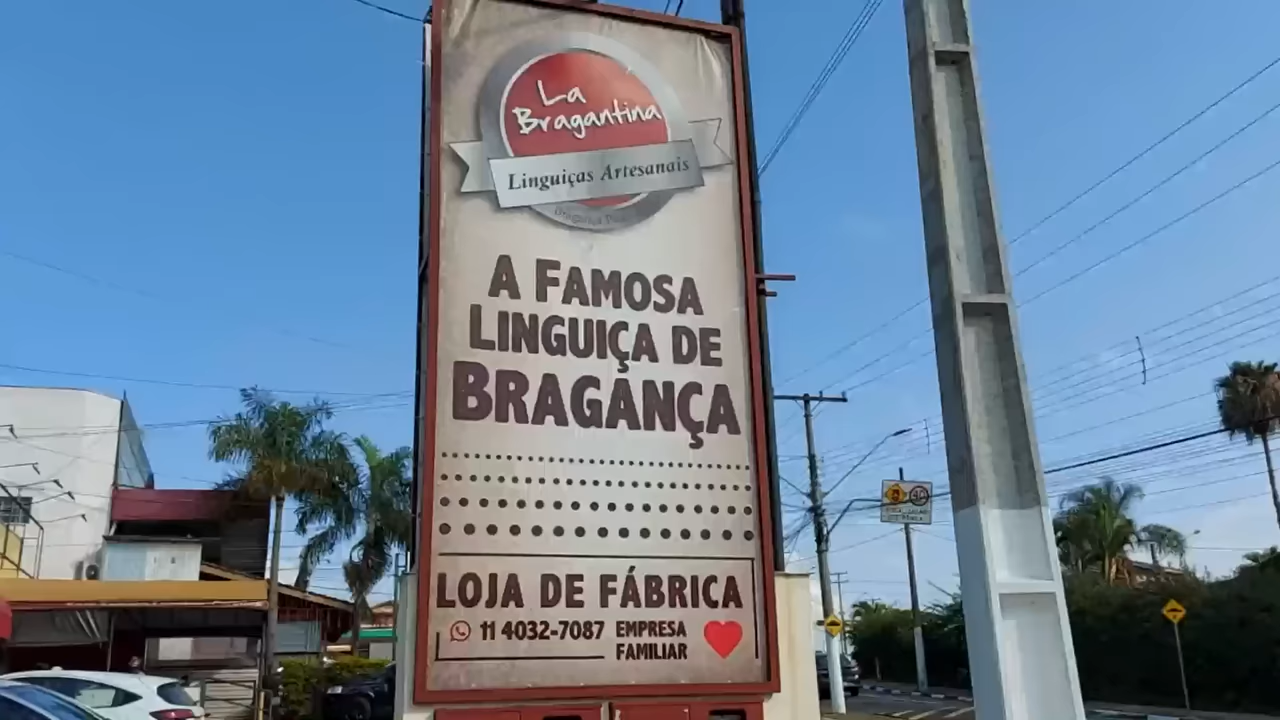 La
Bragantina
Linguiças Artesanais
A FAMOSA
LINGUIÇA DE
BRAGANÇA
LOJA DE FÁBRICA
11 4032-7087
EMPRESA
FAMILIAR